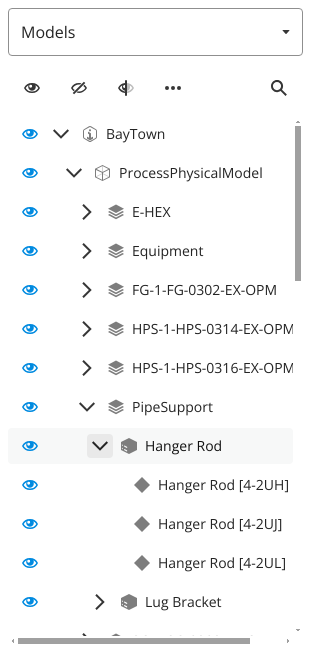 Models
BayTown
ProcessPhysicalModel
E-HEX
Equipment
FG-1-FG-0302-EX-OPM
HPS-1-HPS-0314-EX-OPM
HPS-1-HPS-0316-EX-OPM
PipeSupport
Hanger Rod
Hanger Rod [4-2UH]
Hanger Rod [4-2UJ]
Hanger Rod [4-2UL]
Lug Bracket